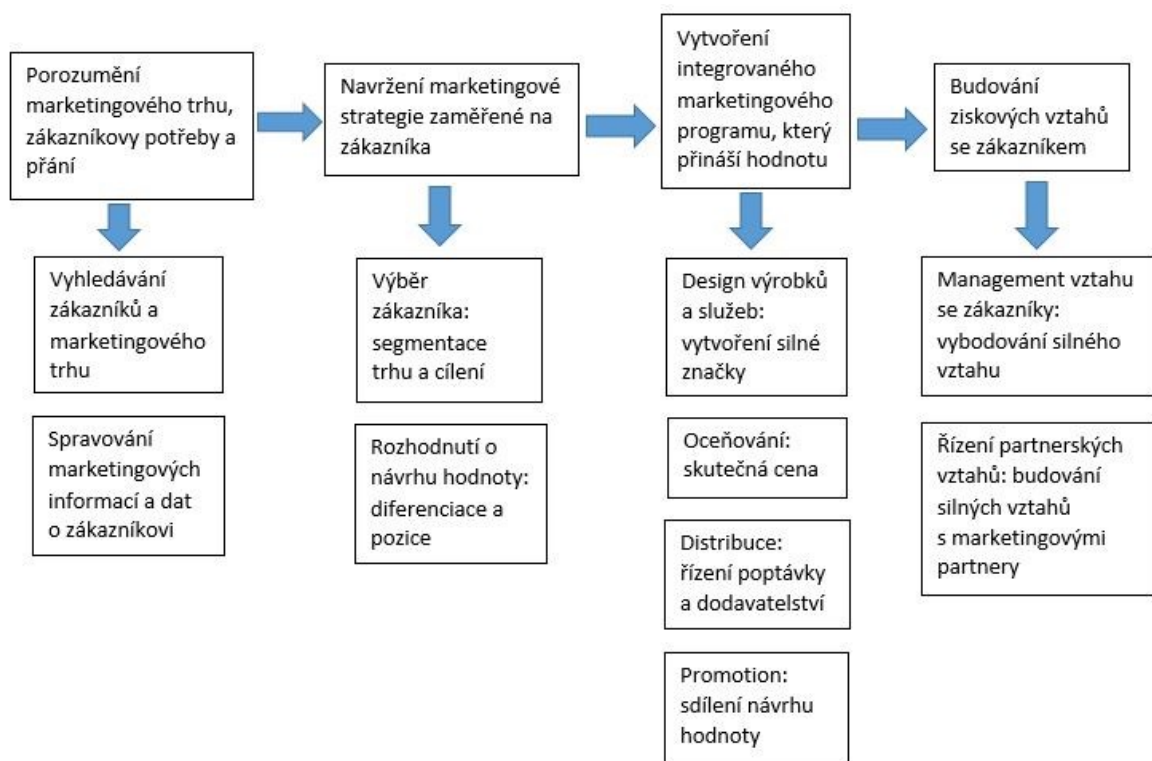 Porozumění
marketingového trhu,
zákazníkovy potřeby a
přání
Navržení marketingové
strategie zaměřené na
zákazníka
Vytvoření
integrovaného
marketingového
programu, který
přináší hodnotu
Budování
ziskových vztahů
se zákazníkem
Vyhledávání
zákazníků a
marketingového
trhu
Spravování
marketingových
informací a dat
o zákazníkovi
Výběr
zákazníka:
segmentace
trhu a cílení
Rozhodnutí o
návrhu hodnoty:
diferenciace a
pozice
Design výrobků
a služeb:
vytvoření silné
značky
Oceňování:
skutečná cena
Distribuce:
řízení poptávky
a dodavatelství
Promotion:
sdílení návrhu
hodnoty
Management vztahu
se zákazníky:
vybodování silného
vztahu
Řízení partnerských
vztahů: budování
silných vztahů
s marketingovými
partnery